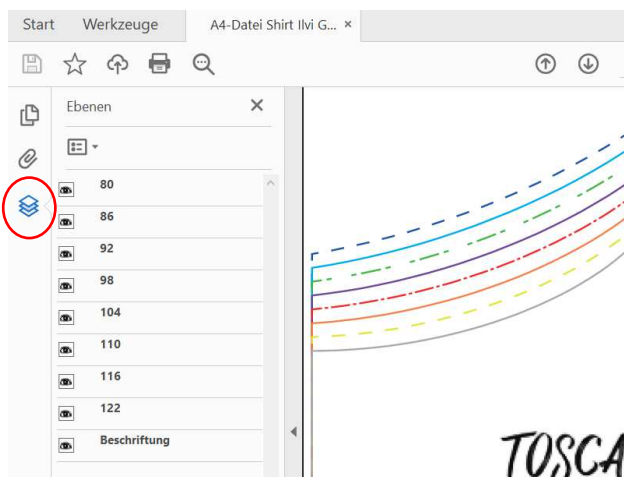 Start Werkzeuge A4-Datei Shirt Ilvi G... ×
Ebenen
80
86
92
98
104
110
116
122
Beschriftung
TOSCA